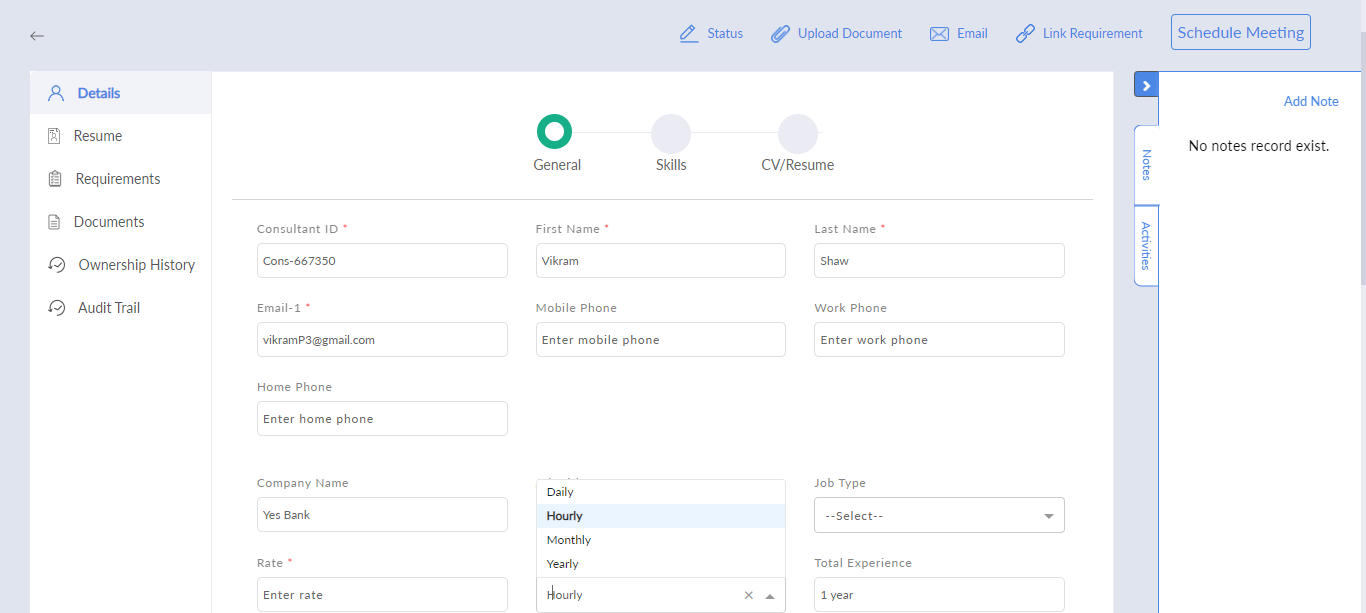 Status
Upload Document
Email
Link Requirement
Schedule Meeting
Details
Resume
Requirements
Documents
Ownership History
Audit Trail
General
Skills
CV/Resume
Consultant ID *
First Name *
Last Name *
Cons-667350
Vikram
Shaw
Email-1 *
Mobile Phone
Work Phone
vikramP3@gmail.com
Enter mobile phone
Enter work phone
Home Phone
Enter home phone
Company Name
Job Type
Yes Bank
--Select--
Daily
Hourly
Monthly
Yearly
Rate *
Total Experience
Enter rate
Hourly
1 year
Add Note
No notes record exist.
Notes
Activities